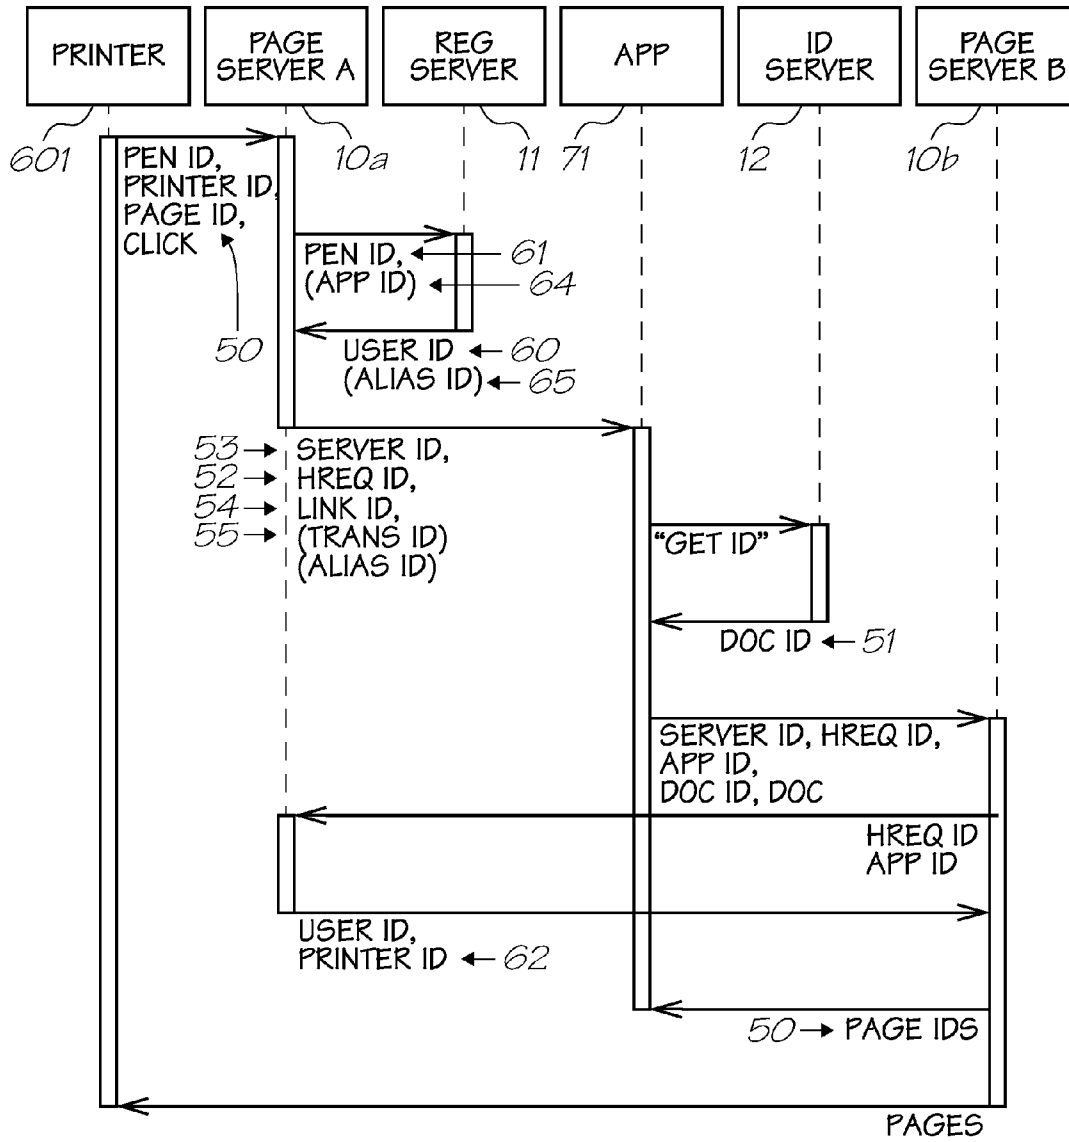 PRINTER
PAGE
SERVER A
REG
SERVER
APP
ID
SERVER
PAGE
SERVER B
601
10a
11
71
12
10b
PEN ID,
PRINTER ID,
PAGE ID,
CLICK
50
PEN ID, 61
(APP ID) 64
USER ID 60
(ALIAS ID) 65
53 SERVER ID,
52 HREQ ID,
54 LINK ID,
55 (TRANS ID)
(ALIAS ID)
“GET ID”
DOC ID 51
SERVER ID, HREQ ID,
APP ID,
DOC ID, DOC
HREQ ID
APP ID
USER ID,
PRINTER ID 62
50 PAGE IDS
PAGES